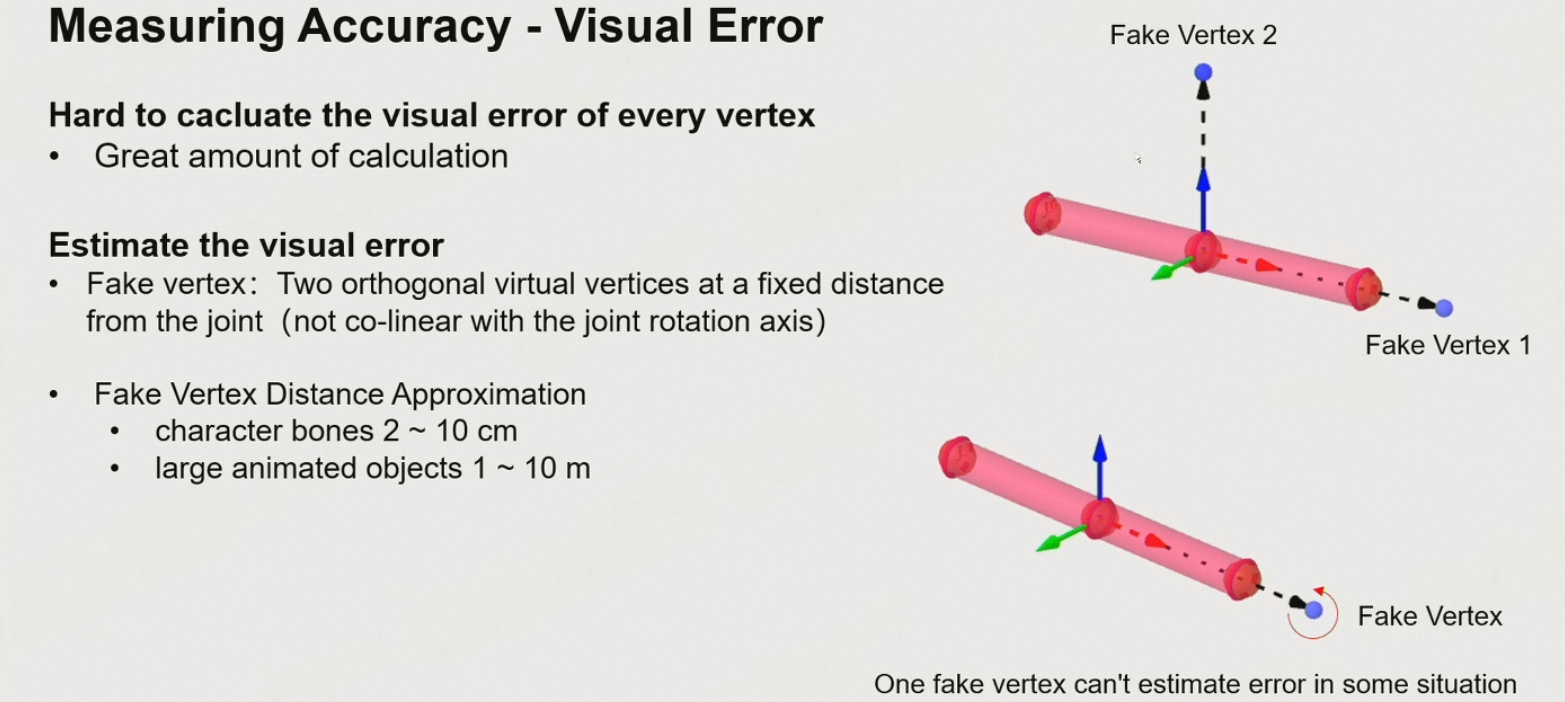 Measuring Accuracy - Visual Error
Hard to cacluate the visual error of every vertex
• Great amount of calculation
Estimate the visual error
• Fake vertex： Two orthogonal virtual vertices at a fixed distance
from the joint （not co-linear with the joint rotation axis）
• Fake Vertex Distance Approximation
• character bones 2 ~ 10 cm
• large animated objects 1 ~ 10 m
Fake Vertex 2
Fake Vertex 1
Fake Vertex
One fake vertex can't estimate error in some situation